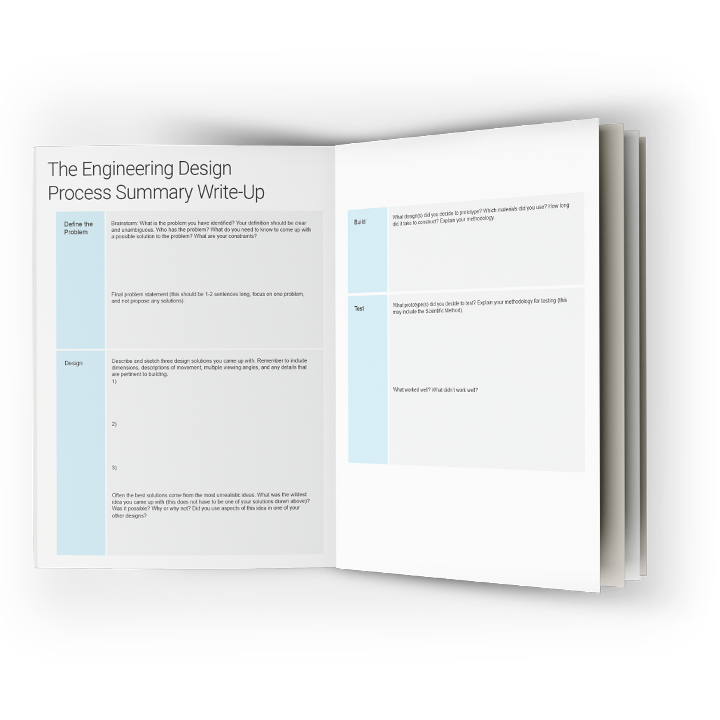 The Engineering Design
Process Summary Write-Up
Define the
Problem
Brainstorm: What is the problem you have identified? Your definition should be clear
and unambiguous. Who has the problem? What do you need to know to come up with
a possible solution to the problem? What are your constraints?
Final problem statement (this should be 1-2 sentences long, focus on one problem,
and not propose any solutions)
Design
Describe and sketch three design solutions you came up with. Remember to include
dimensions, descriptions of movement, multiple viewing angles, and any details that
are pertinent to building.
1)
2)
3)
Often the best solutions come from the most unrealistic ideas. What was the wildest
idea you came up with (this does not have to be one of your solutions drawn above)?
Was it possible? Why or why not? Did you use aspects of this idea in one of your
other designs?
Build
What design(s) did you decide to prototype? Which materials did you use? How long
did it take to construct? Explain your methodology.
Test
What prototype(s) did you decide to test? Explain your methodology for testing (this
may include the Scientific Method).
What worked well? What didn't work well?